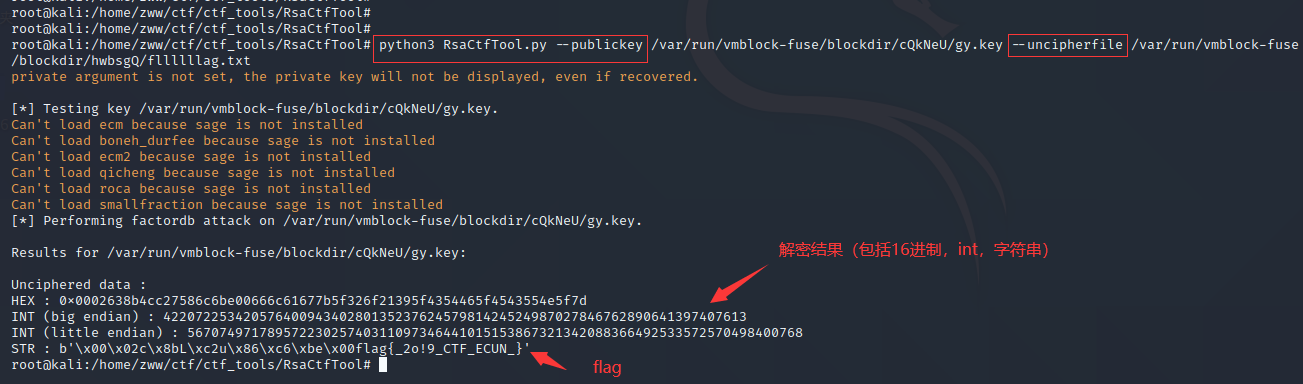 root@kali:/home/zww/ctf/ctf_tools/RsaCtfTool#
root@kali:/home/zww/ctf/ctf_tools/RsaCtfTool#
root@kali:/home/zww/ctf/ctf_tools/RsaCtfTool# python3 RsaCtfTool.py --publickey /var/run/vmblock-fuse/blockdir/cQkNeU/gy.key --uncipherfile /var/run/vmblock-fuse
/blockdir/hwbsgQ/fllllllag.txt
private argument is not set, the private key will not be displayed, even if recovered.
[*] Testing key /var/run/vmblock-fuse/blockdir/cQkNeU/gy.key.
Can't load ecm because sage is not installed
Can't load boneh_durfee because sage is not installed
Can't load ecm2 because sage is not installed
Can't load qicheng because sage is not installed
Can't load roca because sage is not installed
Can't load smallfraction because sage is not installed
[*] Performing factordb attack on /var/run/vmblock-fuse/blockdir/cQkNeU/gy.key.
Results for /var/run/vmblock-fuse/blockdir/cQkNeU/gy.key:
解密结果（包括16进制，int，字符串）
Unciphered data :
HEX : 0×0002638b4cc27586c6be00666c61677b5f326f21395f4354465f4543554e5f7d
INT (big endian) : 4220722534205764009434028013523762457981424524987027846762890641397407613
INT (little endian) : 56707497178957223025740311097346441015153867321342088366492533572570498400768
STR : b'\x00\x02c\x8bL\xc2u\x86\xc6\xbe\x00flag{_2o!9_CTF_ECUN_}'
root@kali:/home/zww/ctf/ctf_tools/RsaCtfTool#
flag